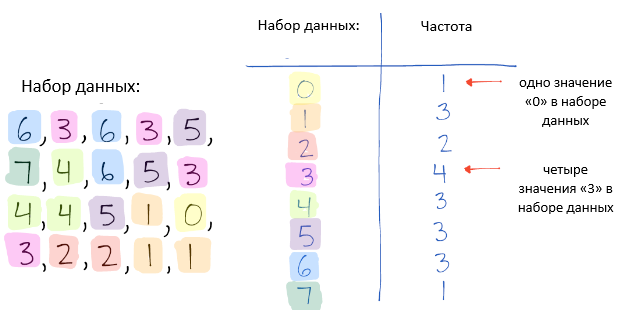 Набор данных:
6, 3, 6, 3, 5,
7, 4, 6, 5, 3
4, 4, 5, 1, 0,
3, 2, 2, 1, 1
Набор данных: Частота
0 1
1 3
2 2
3 4
4 3
5 3
6 3
7 1
одно значение
«0» в наборе
данных
четыре
значения «3» в
наборе данных